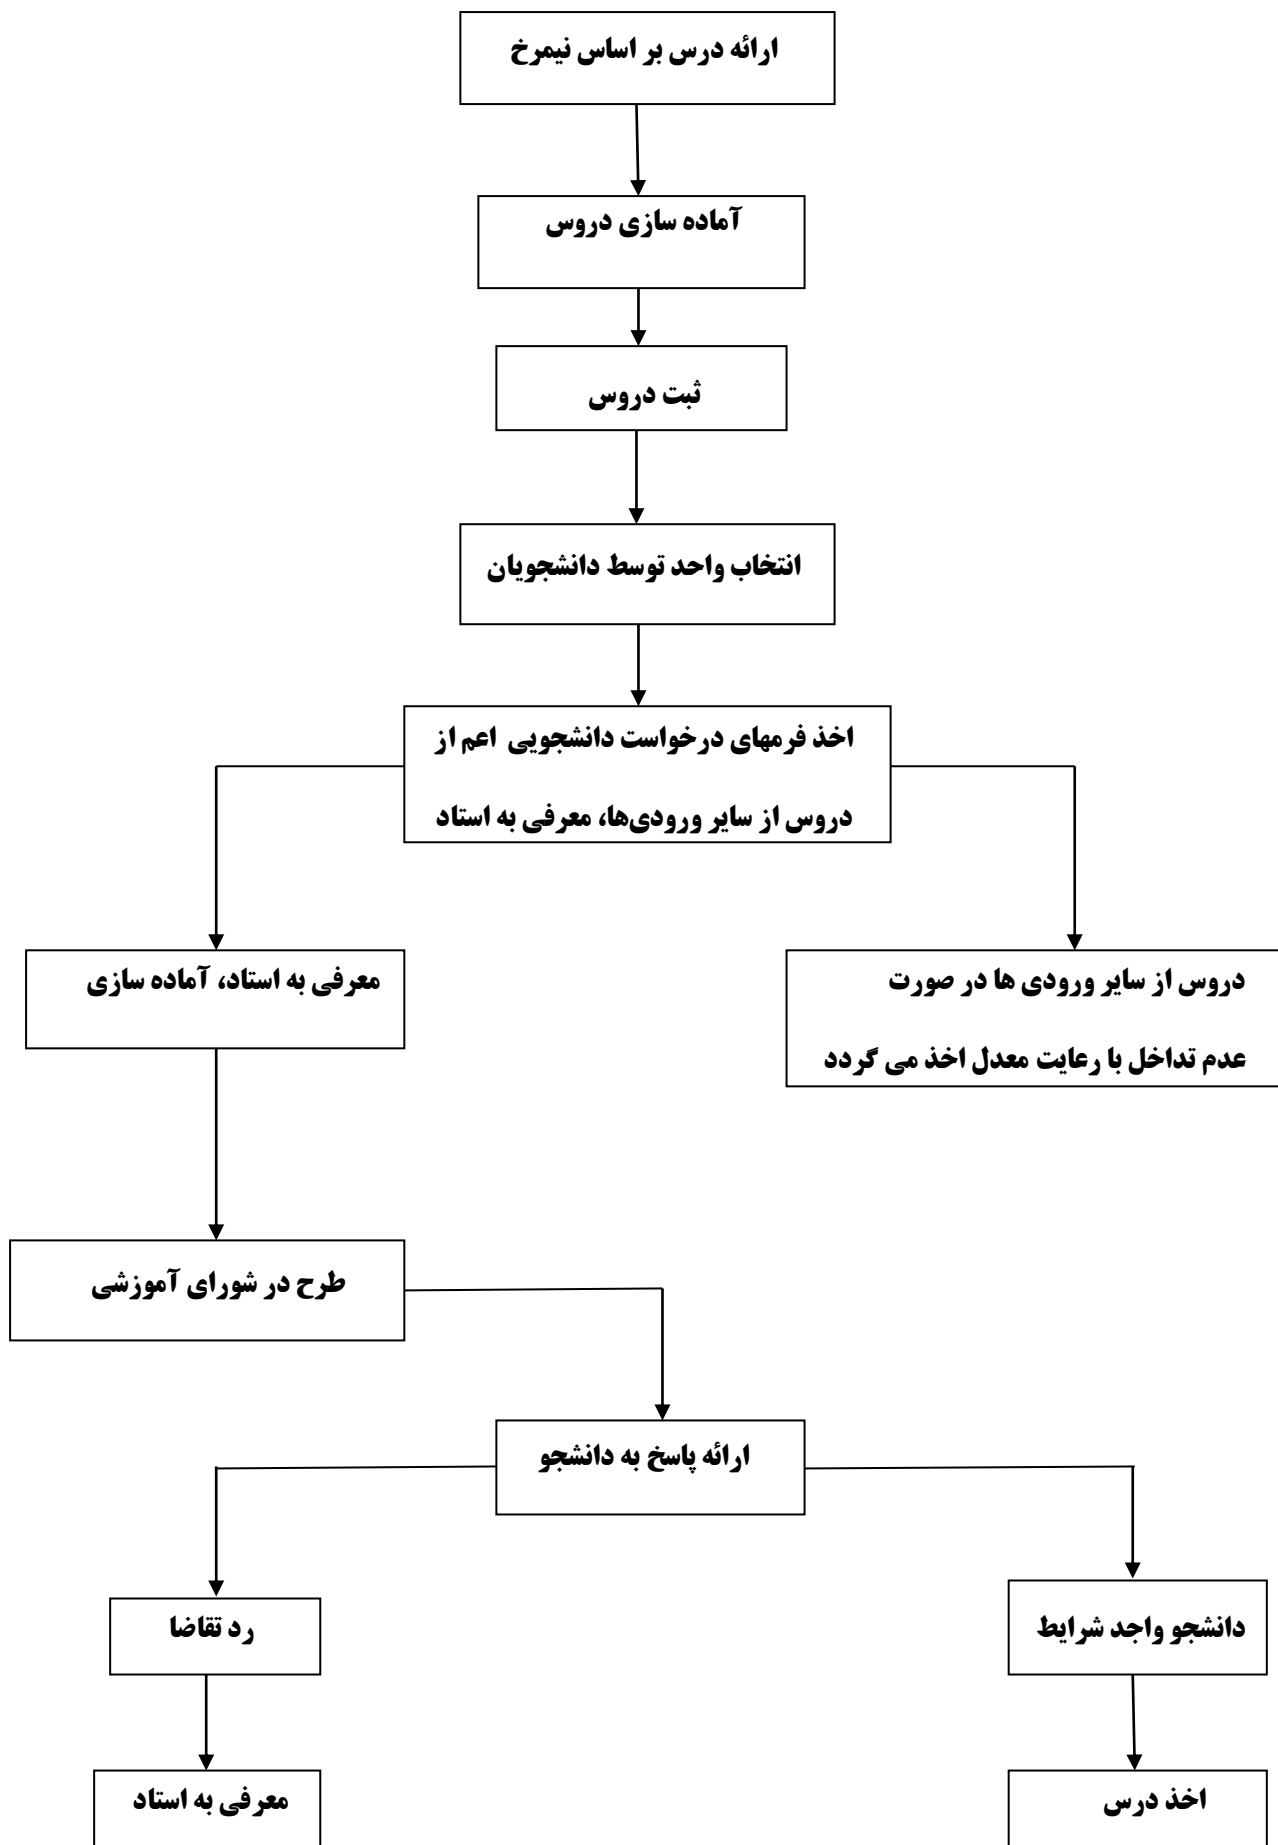 ارائه درس بر اساس نیمرخ
آماده سازی دروس
ثبت دروس
انتخاب واحد توسط دانشجویان
اخذ فرمهای درخواست دانشجویی اعم از
دروس از سایر ورودی‌ها، معرفی به استاد
دروس از سایر ورودی ها در صورت
عدم تداخل با رعایت معدل اخذ می گردد
معرفی به استاد، آماده سازی
طرح در شورای آموزشی
ارائه پاسخ به دانشجو
دانشجو واجد شرایط
رد تقاضا
اخذ درس
معرفی به استاد